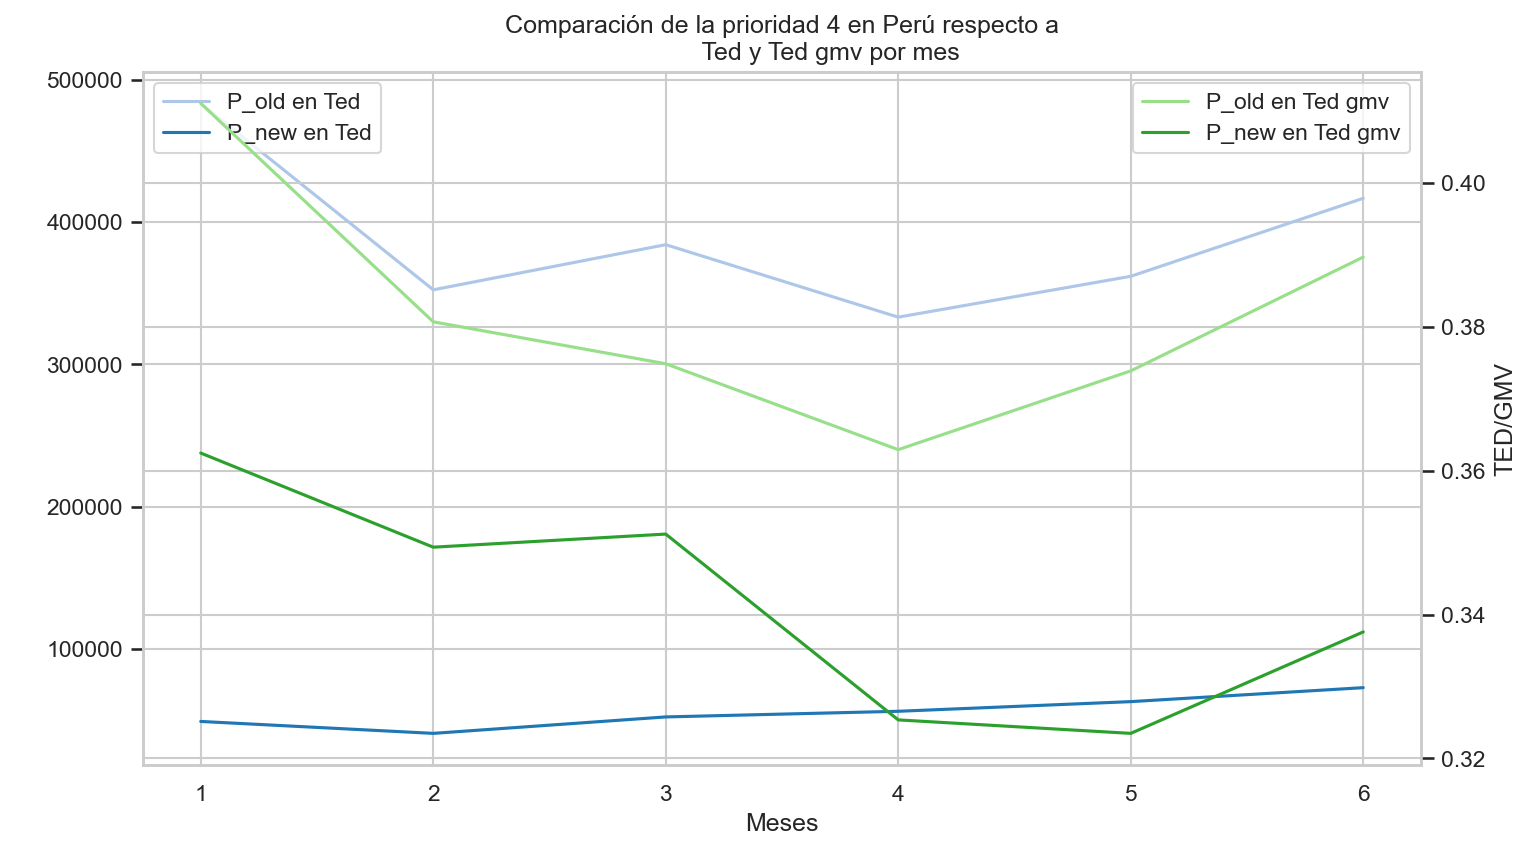 Comparación de la prioridad 4 en Perú respecto a
Ted y Ted gmv por mes
P_old en Ted
P_new en Ted
P_old en Ted gmv
P_new en Ted gmv
500000
400000
300000
200000
100000
0.40
0.38
0.36
0.34
0.32
TED/GMV
1 2 3 4 5 6
Meses